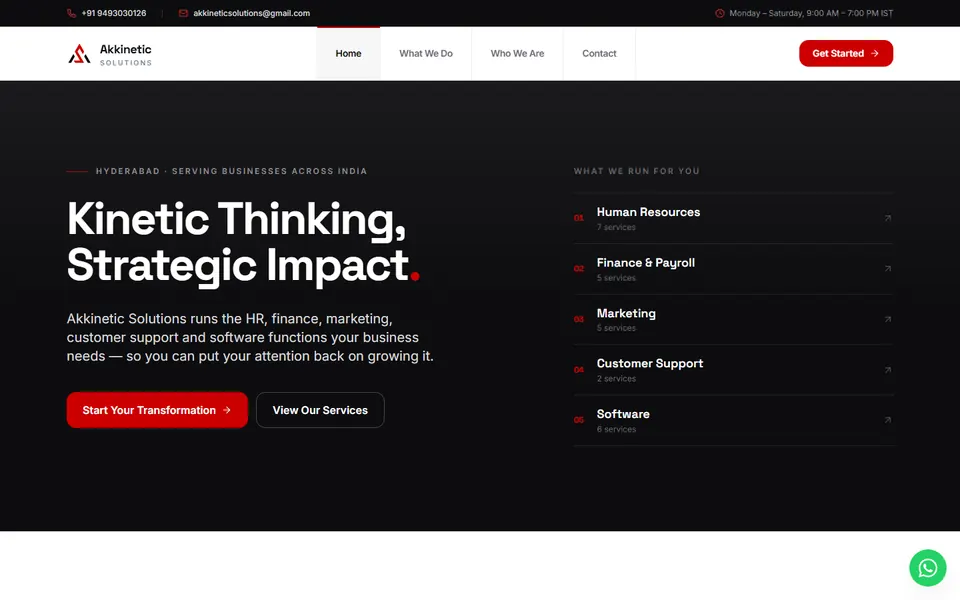 +91 9493030126
akkineticsolutions@gmail.com
Monday – Saturday, 9:00 AM – 7:00 PM IST
Akkinetic
SOLUTIONS
Home
What We Do
Who We Are
Contact
Get Started →
HYDERABAD · SERVING BUSINESSES ACROSS INDIA
Kinetic Thinking,
Strategic Impact.
Akkinetic Solutions runs the HR, finance, marketing,
customer support and software functions your business
needs — so you can put your attention back on growing it.
Start Your Transformation →
View Our Services
WHAT WE RUN FOR YOU
01 Human Resources
7 services
02 Finance & Payroll
5 services
03 Marketing
5 services
04 Customer Support
2 services
05 Software
6 services